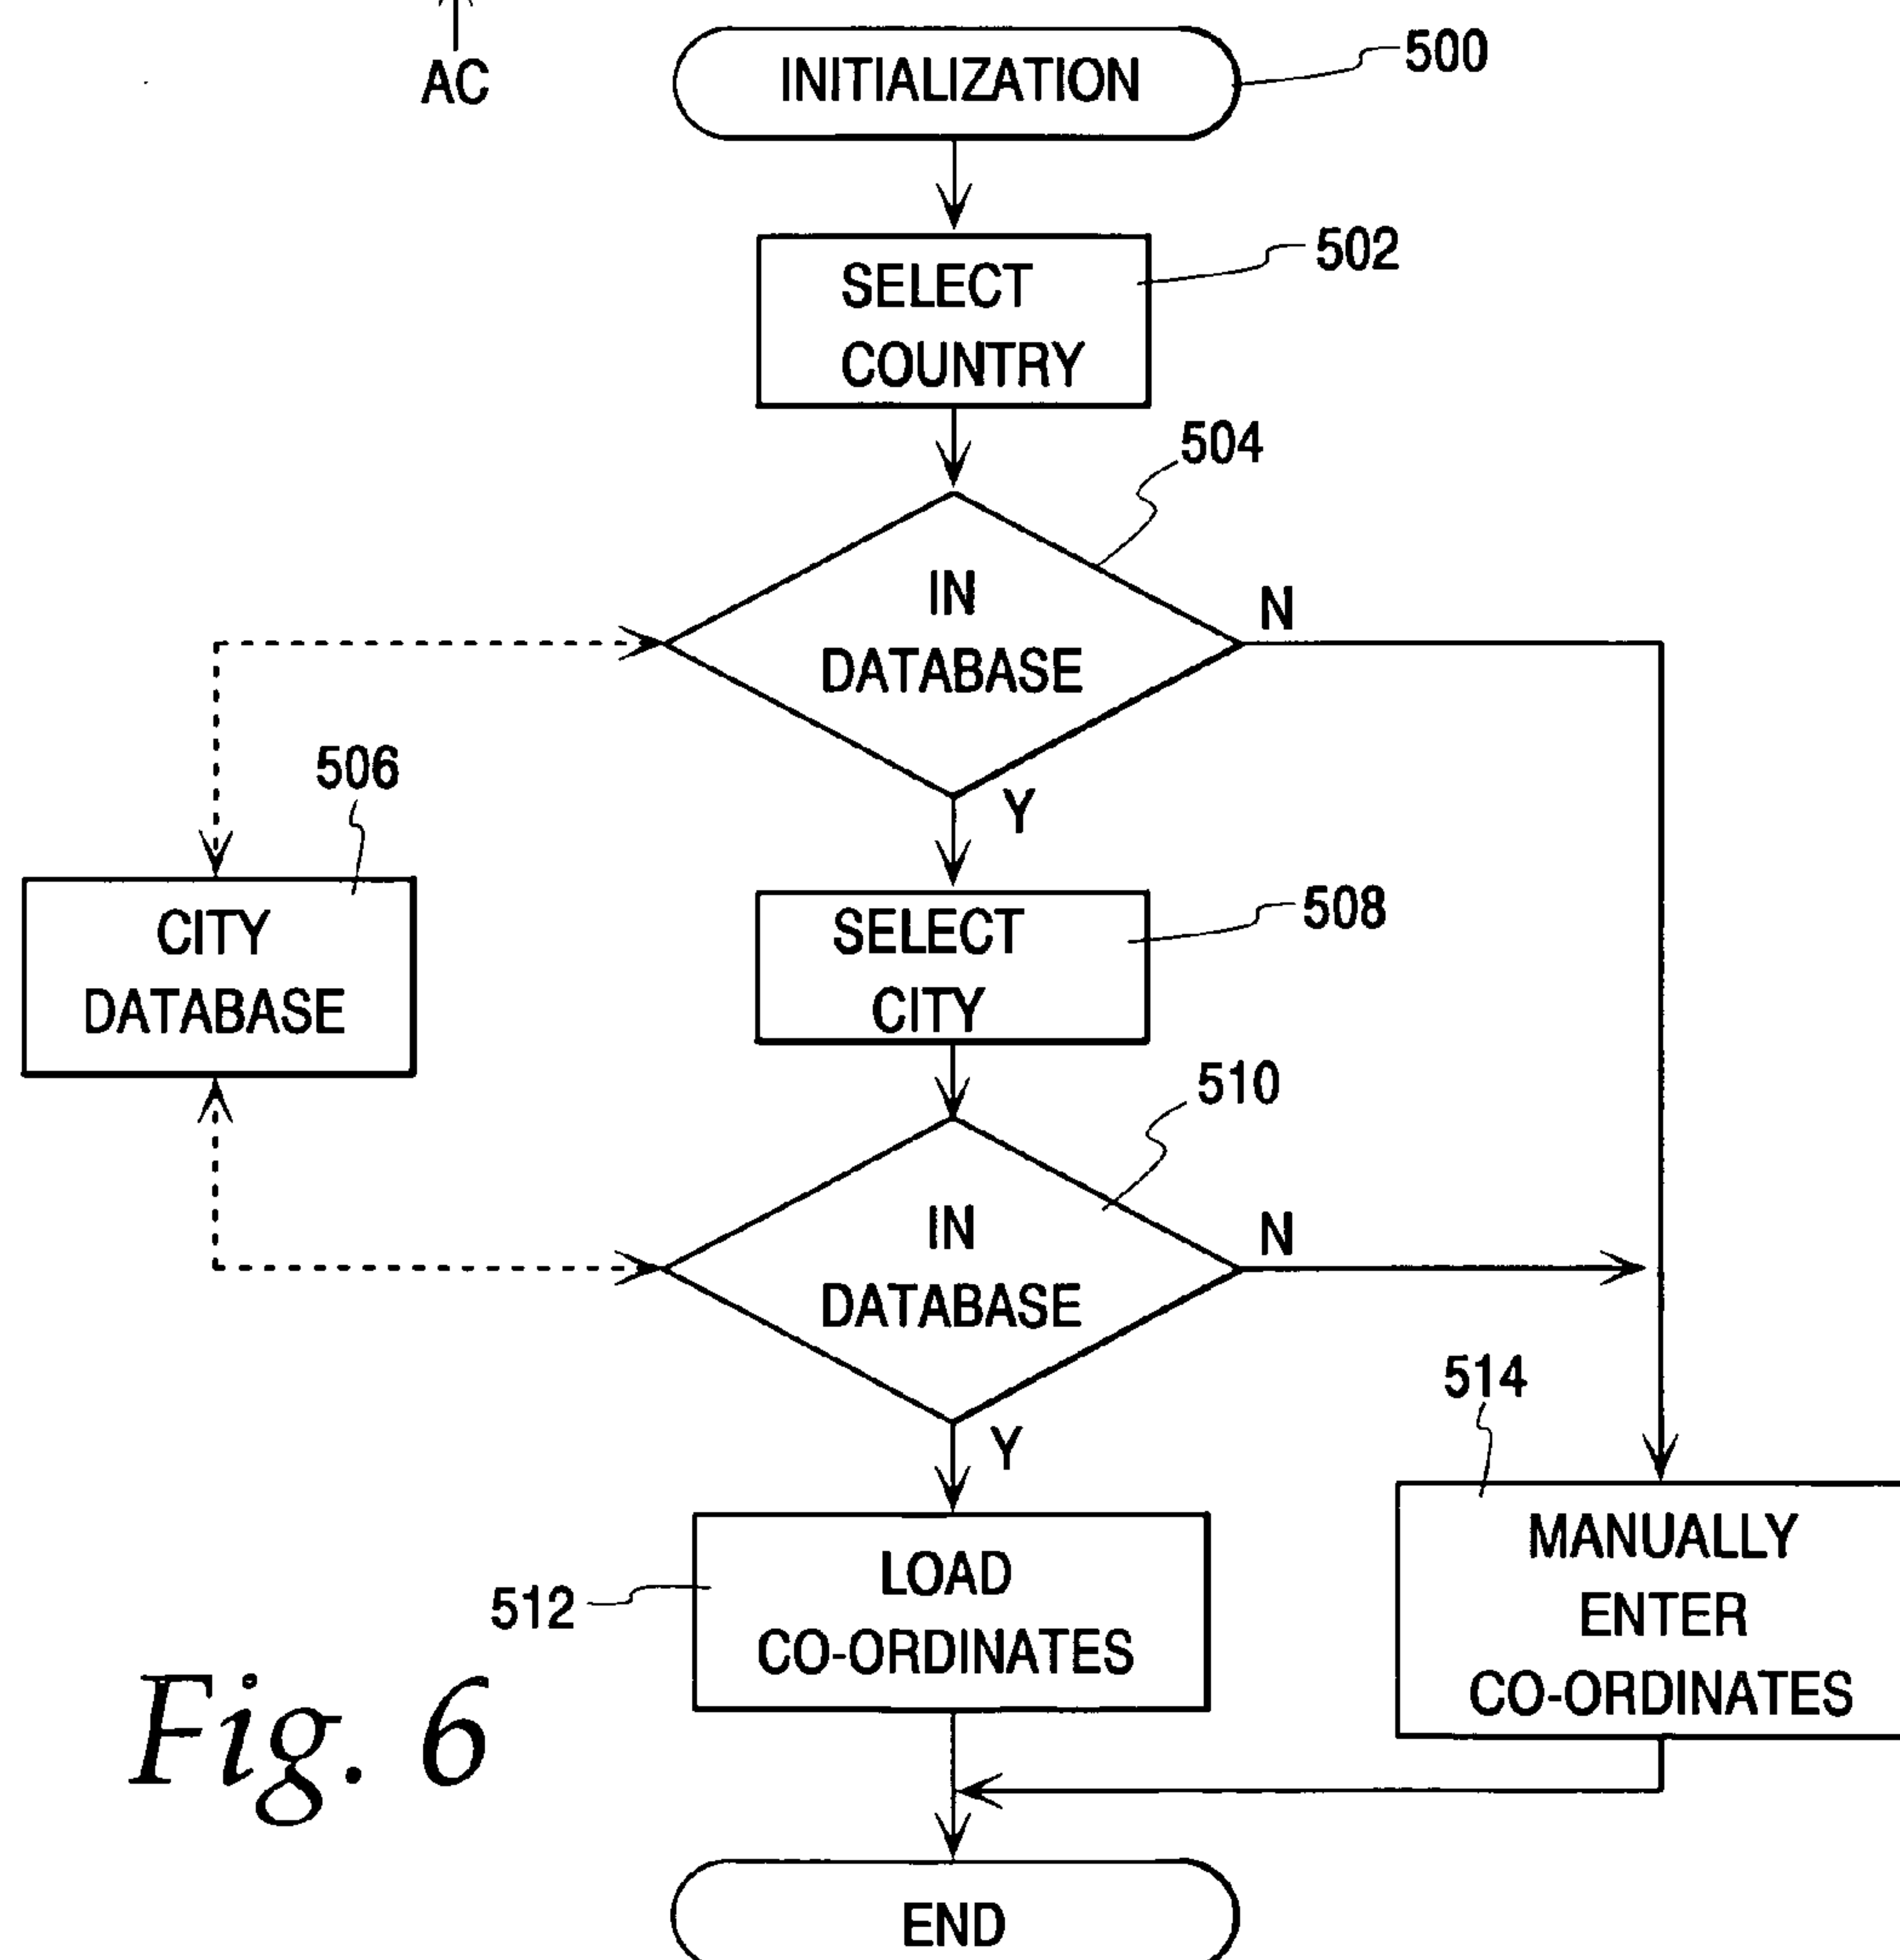 AC
INITIALIZATION
500
SELECT
COUNTRY
502
504
IN
DATABASE
N
Y
506
CITY
DATABASE
SELECT
CITY
508
510
IN
DATABASE
N
Y
514
LOAD
CO-ORDINATES
512
MANUALLY
ENTER
CO-ORDINATES
Fig. 6
END